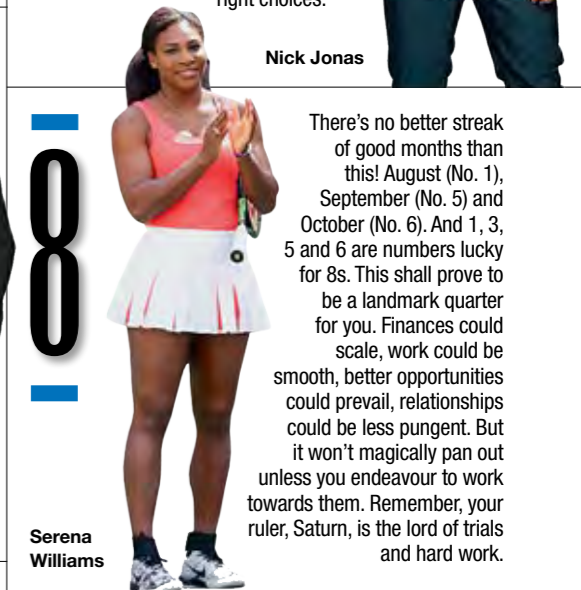 right choices.
Nick Jonas
8
There's no better streak
of good months than
this! August (No. 1),
September (No. 5) and
October (No. 6). And 1, 3,
5 and 6 are numbers lucky
for 8s. This shall prove to
be a landmark quarter
for you. Finances could
scale, work could be
smooth, better opportunities
could prevail, relationships
could be less pungent. But
it won't magically pan out
unless you endeavour to work
towards them. Remember, your
ruler, Saturn, is the lord of trials
and hard work.
Serena
Williams